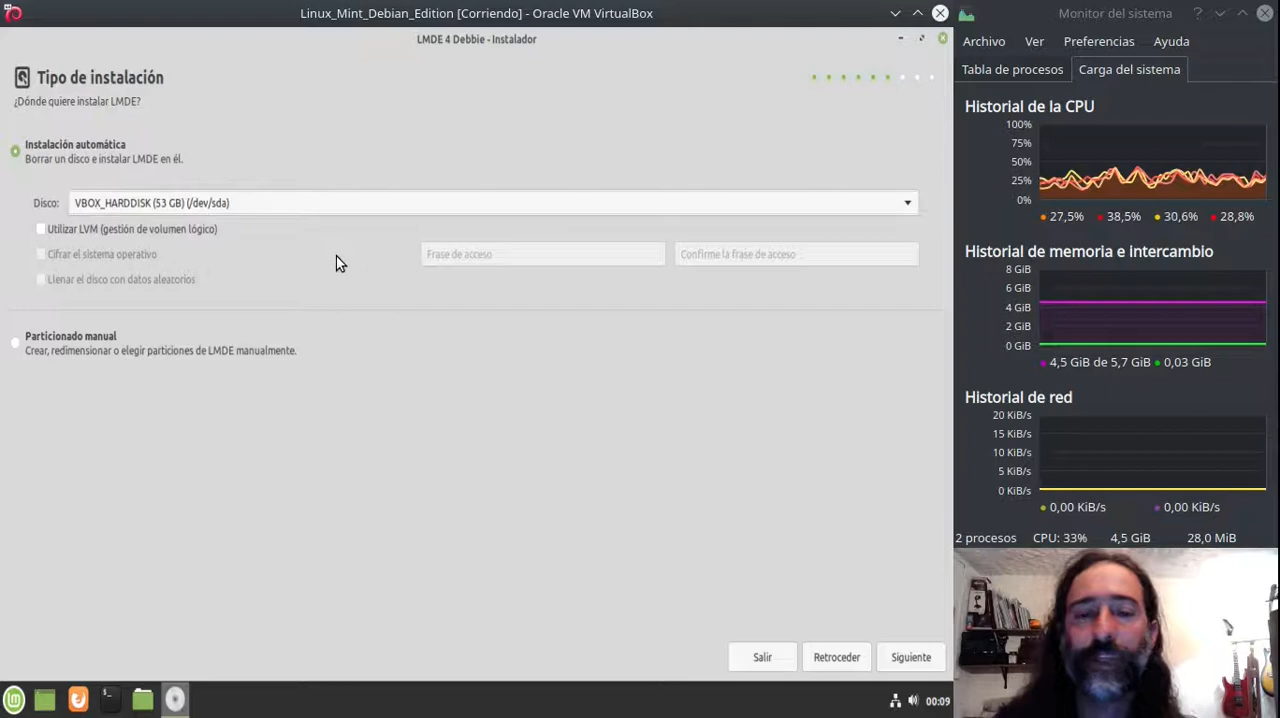 Linux_Mint_Debian_Edition [Corriendo] - Oracle VM VirtualBox
LMDE 4 Debbie - Instalador
Tipo de instalación
¿Dónde quiere instalar LMDE?
Instalación automática
Borrar un disco e instalar LMDE en él.
Disco: VBOX_HARDDISK (53 GB) (/dev/sda)
Utilizar LVM (gestión de volumen lógico)
Cifrar el sistema operativo Frase de acceso Confirme la frase de acceso
Llenar el disco con datos aleatorios
Particionado manual
Crear, redimensionar o elegir particiones de LMDE manualmente.
Salir Retroceder Siguiente
00:09
Monitor del sistema
Archivo Ver Preferencias Ayuda
Tabla de procesos Carga del sistema
Historial de la CPU
100%
75%
50%
25%
0%
27,5% 38,5% 30,6% 28,8%
Historial de memoria e intercambio
8 GiB
6 GiB
4 GiB
2 GiB
0 GiB
4,5 GiB de 5,7 GiB 0,03 GiB
Historial de red
20 KiB/s
15 KiB/s
10 KiB/s
5 KiB/s
0 KiB/s
0,00 KiB/s 0,00 KiB/s
2 procesos CPU: 33% 4,5 GiB 28,0 MiB